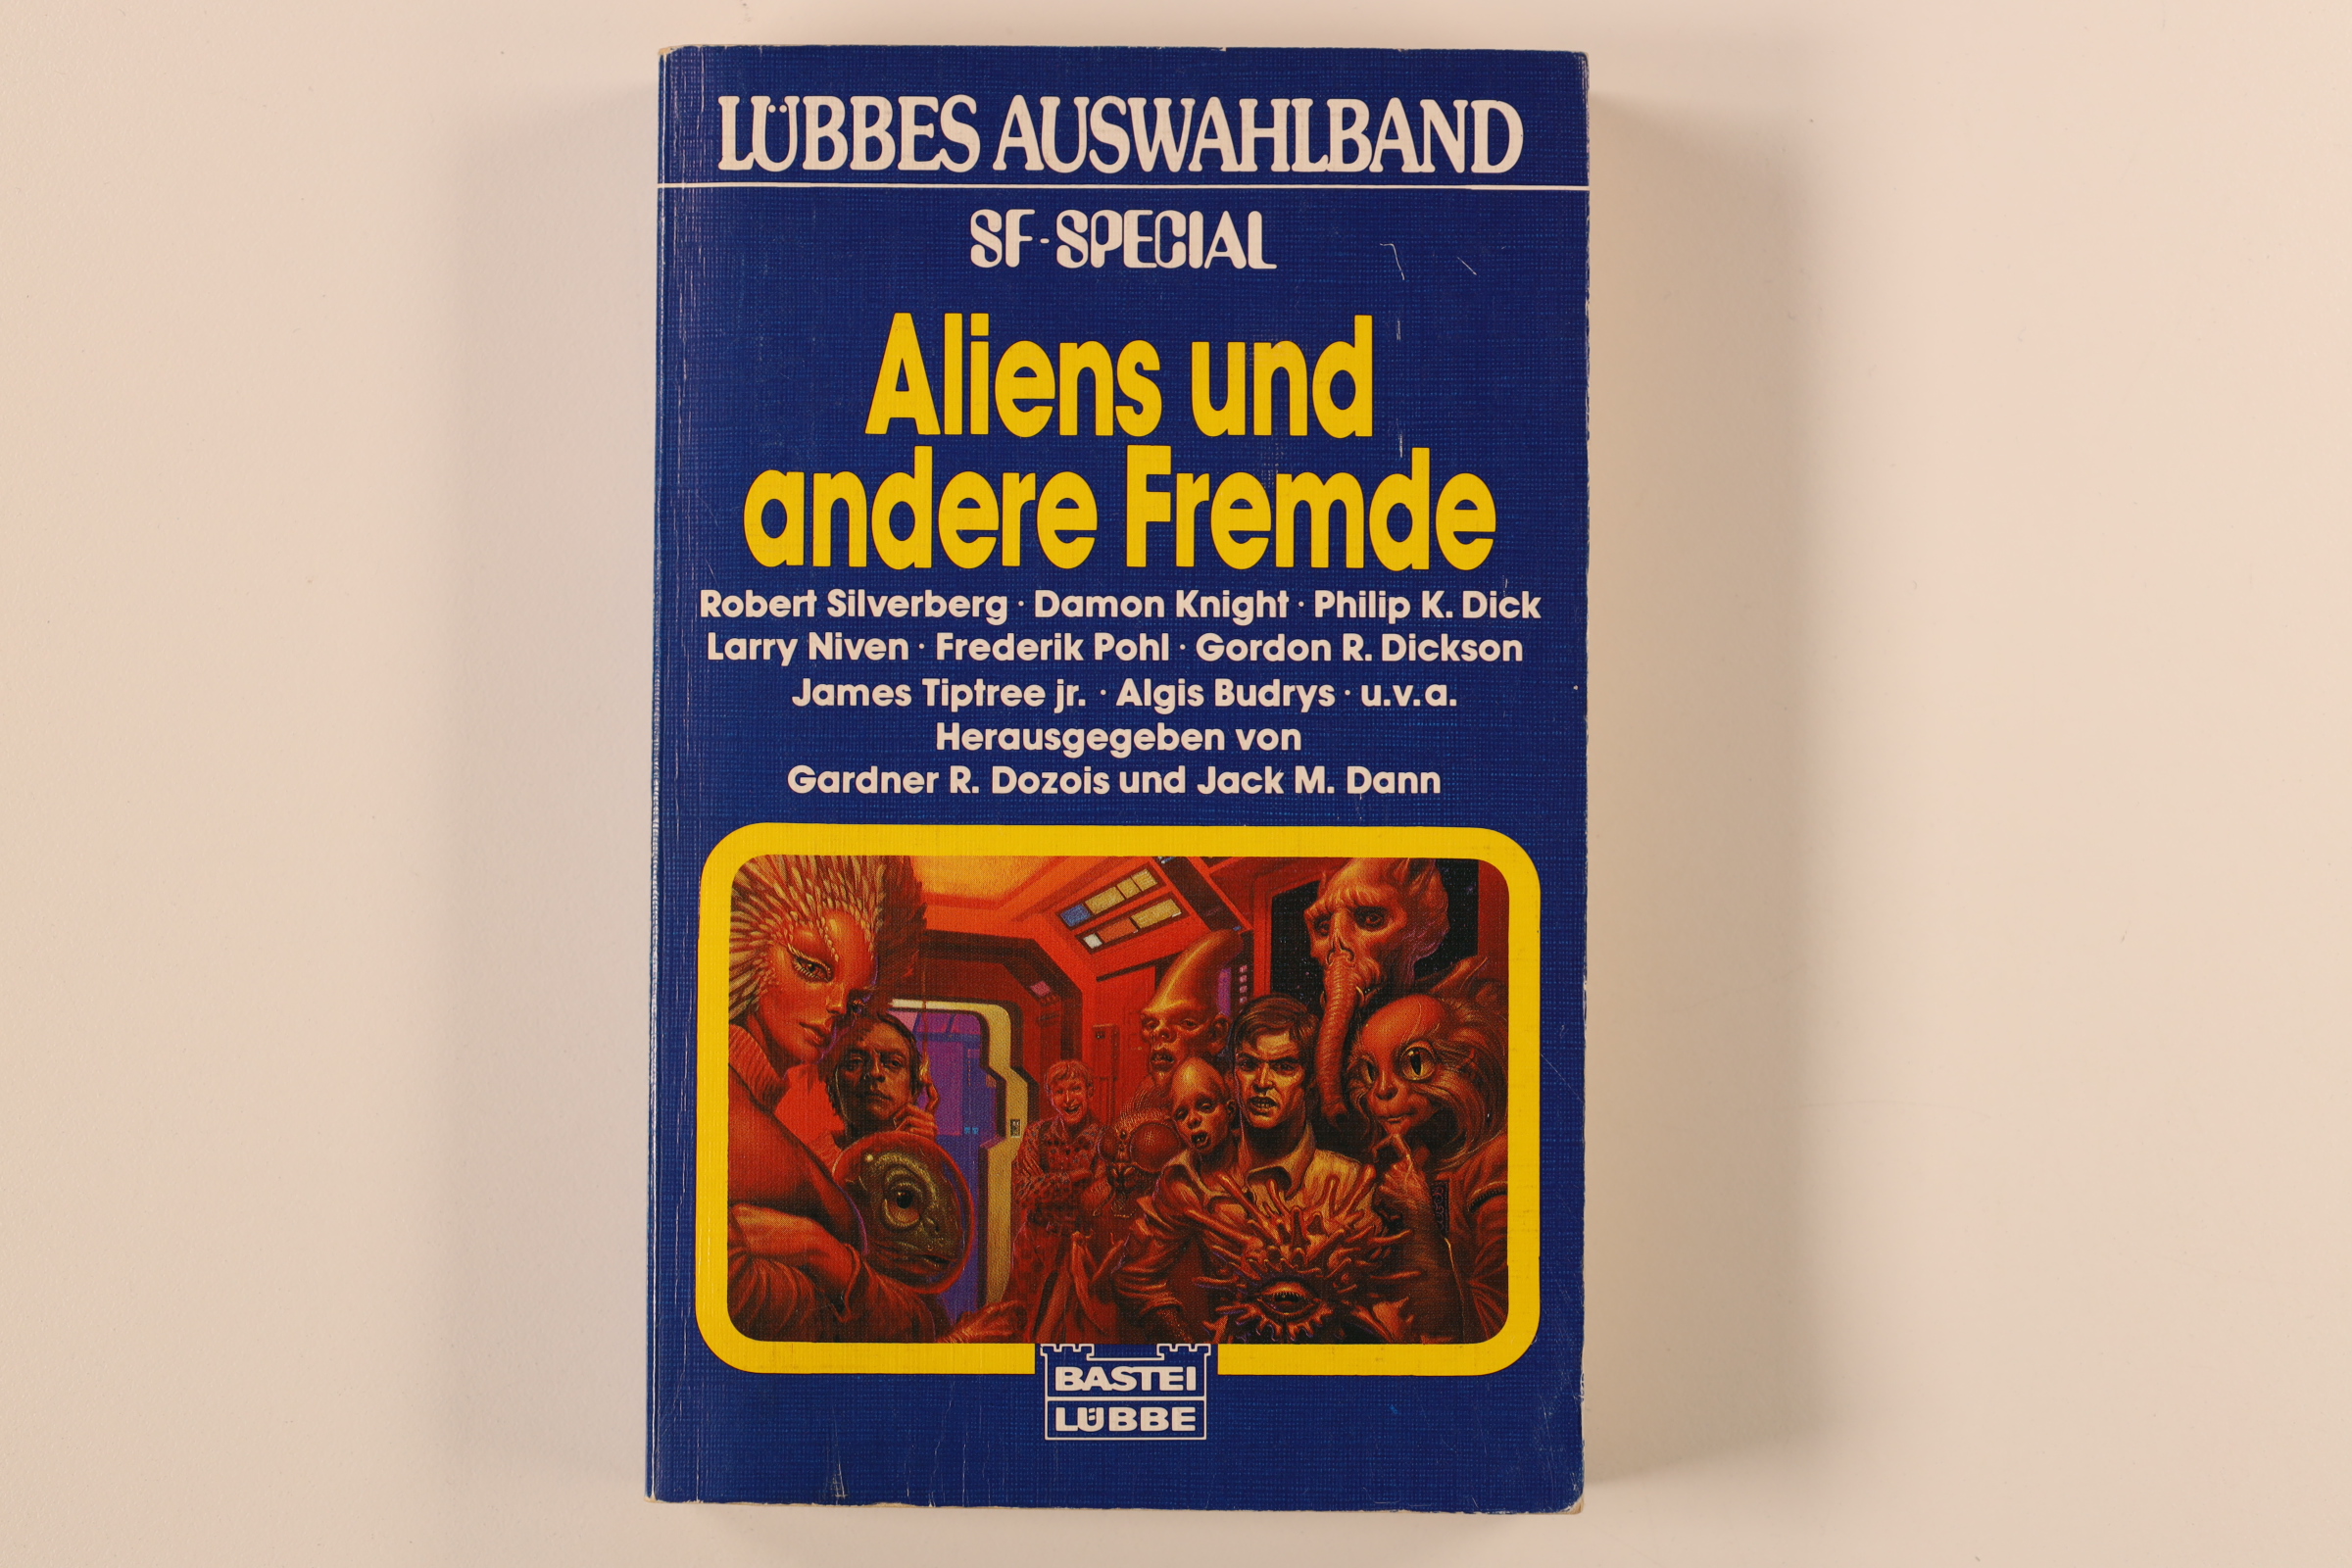 LÜBBES AUSWAHLBAND
SF-SPECIAL
Aliens und
andere Fremde
Robert Silverberg · Damon Knight · Philip K. Dick
Larry Niven · Frederik Pohl · Gordon R. Dickson
James Tiptree jr. · Algis Budrys · u.v.a.
Herausgegeben von
Gardner R. Dozois und Jack M. Dann
BASTEI
LÜBBE